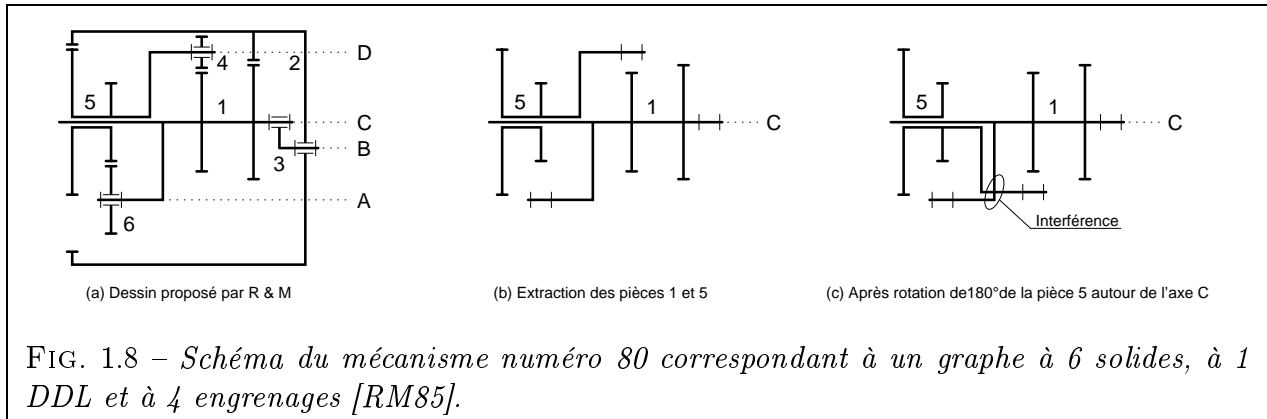 D
4
2
5
1
C
B
3
A
6
5
1
C
5
1
C
Interférence
(a) Dessin proposé par R & M
(b) Extraction des pièces 1 et 5
(c) Après rotation de180°de la pièce 5 autour de l'axe C
FIG. 1.8 – Schéma du mécanisme numéro 80 correspondant à un graphe à 6 solides, à 1
DDL et à 4 engrenages [RM85].